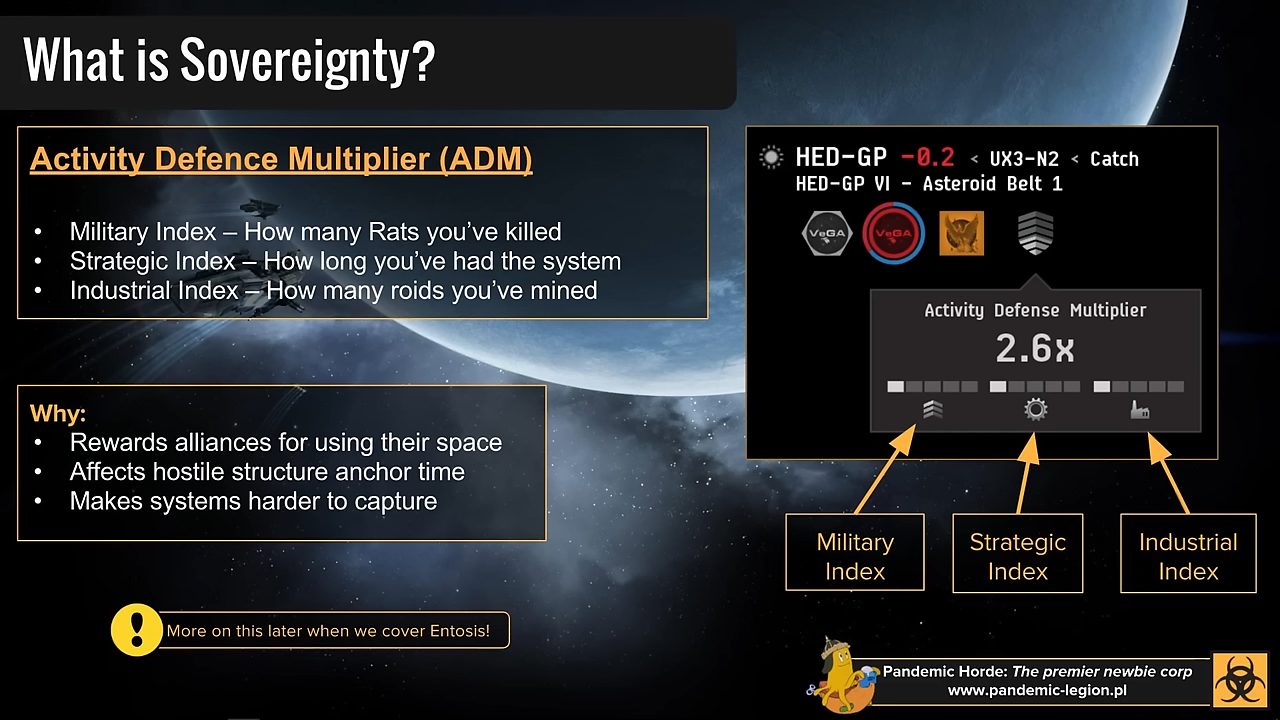 What is Sovereignty?
Activity Defence Multiplier (ADM)
• Military Index – How many Rats you've killed
• Strategic Index – How long you've had the system
• Industrial Index – How many roids you've mined
Why:
• Rewards alliances for using their space
• Affects hostile structure anchor time
• Makes systems harder to capture
More on this later when we cover Entosis!
HED-GP -0.2 < UX3-N2 < Catch
HED-GP VI - Asteroid Belt 1
VeGA
VeGA
Activity Defense Multiplier
2.6x
Military
Index
Strategic
Index
Industrial
Index
Pandemic Horde: The premier newbie corp
www.pandemic-legion.pl